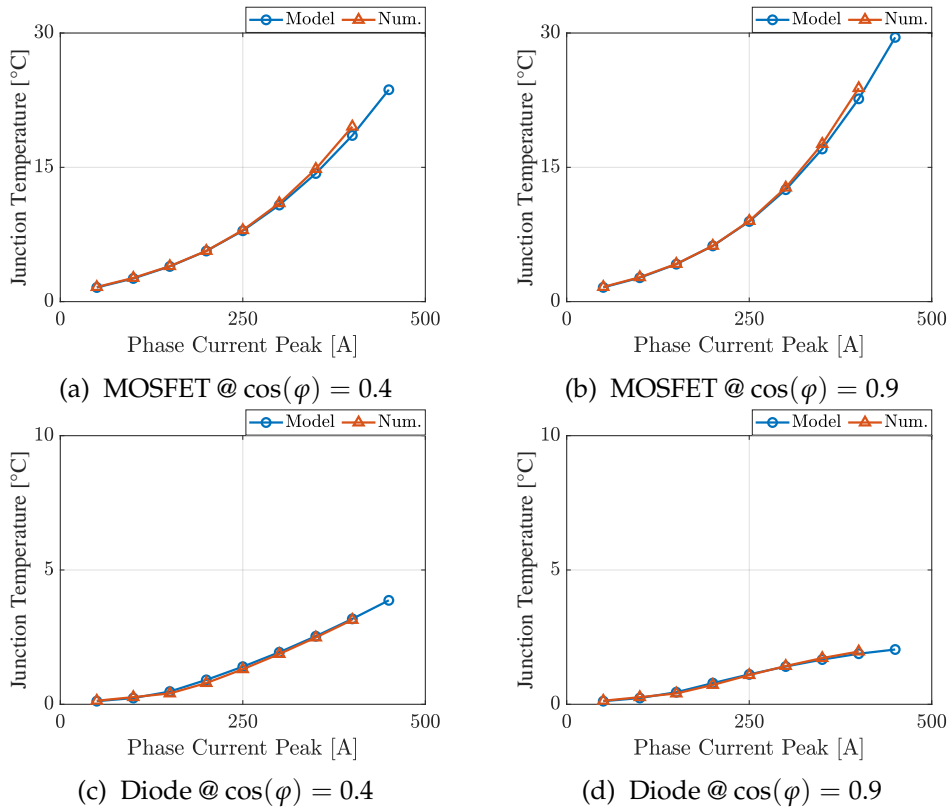 Model Num.
30
15
0
Junction Temperature [°C]
0 250 500
Phase Current Peak [A]
(a) MOSFET @ cos(φ) = 0.4
Model Num.
30
15
0
Junction Temperature [°C]
0 250 500
Phase Current Peak [A]
(b) MOSFET @ cos(φ) = 0.9
Model Num.
10
5
0
Junction Temperature [°C]
0 250 500
Phase Current Peak [A]
(c) Diode @ cos(φ) = 0.4
Model Num.
10
5
0
Junction Temperature [°C]
0 250 500
Phase Current Peak [A]
(d) Diode @ cos(φ) = 0.9